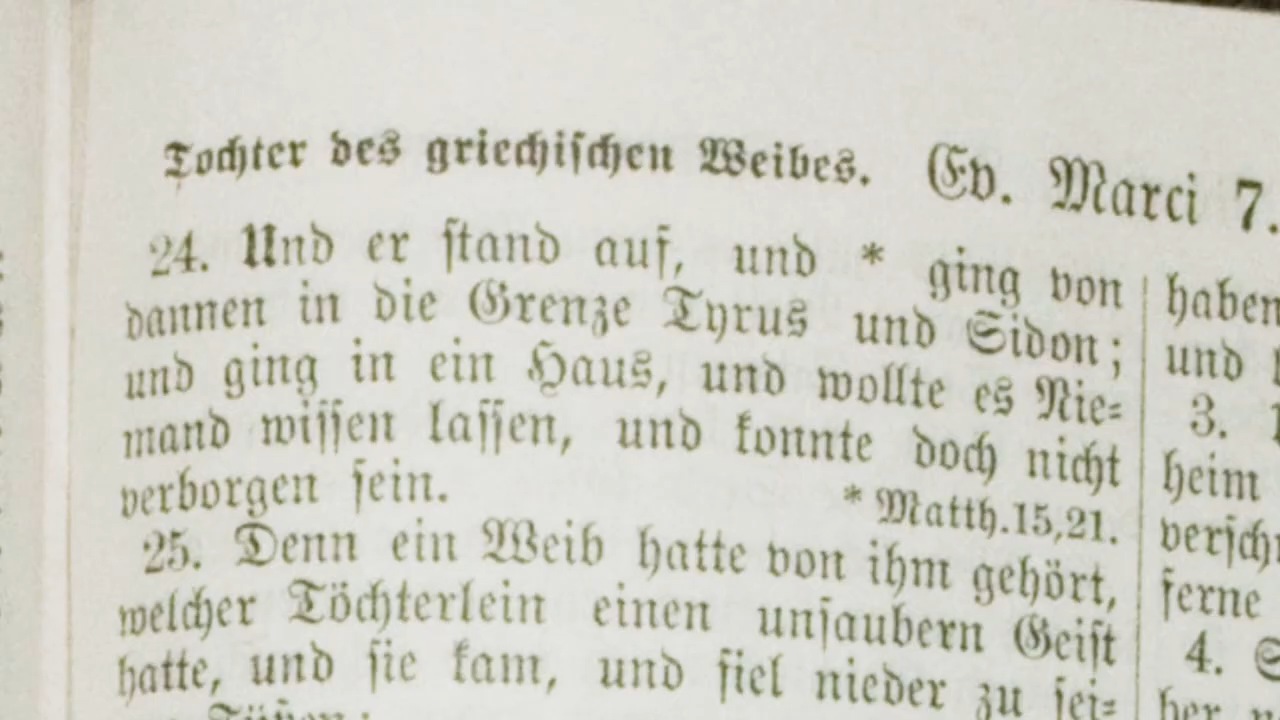 Tochter des griechischen Weibes. Ev. Marci 7.
24. Und er stand auf, und * ging von
dannen in die Grenze Tyrus und Sidon;
und ging in ein Haus, und wollte es Nie=
mand wissen lassen, und konnte doch nicht
verborgen sein. * Matth.15,21.
25. Denn ein Weib hatte von ihm gehört,
welcher Töchterlein einen unsaubern Geist
hatte, und sie kam, und fiel nieder zu sei=
haben
und
3.
heim
ferne
4.